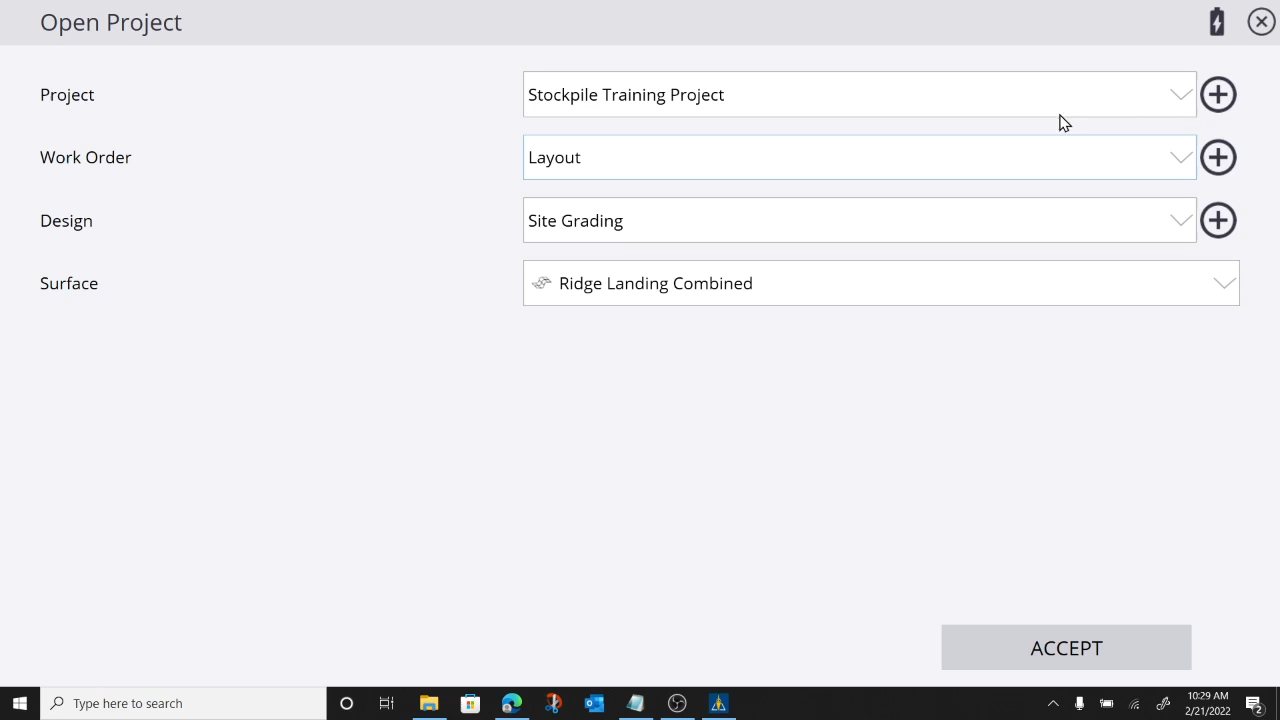 Open Project
Project
Stockpile Training Project
Work Order
Layout
Design
Site Grading
Surface
Ridge Landing Combined
ACCEPT
Type here to search
10:29 AM
2/21/2022
2